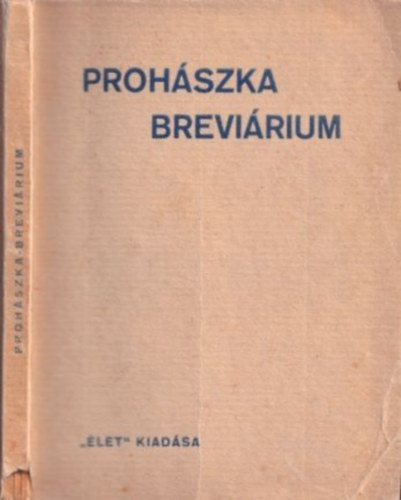 PROHÁSZKA
BREVIÁRIUM
„ÉLET" KIADÁSA
PROHÁSZKA-BREVIÁRIUM